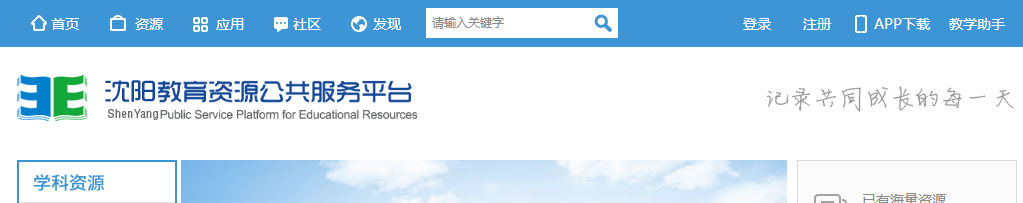 首页 资源 应用 社区 发现 请输入关键字 登录 注册 APP下载 教学助手
沈阳教育资源公共服务平台
ShenYang Public Service Platform for Educational Resources
记录共同成长的每一天
学科资源
已有海量资源